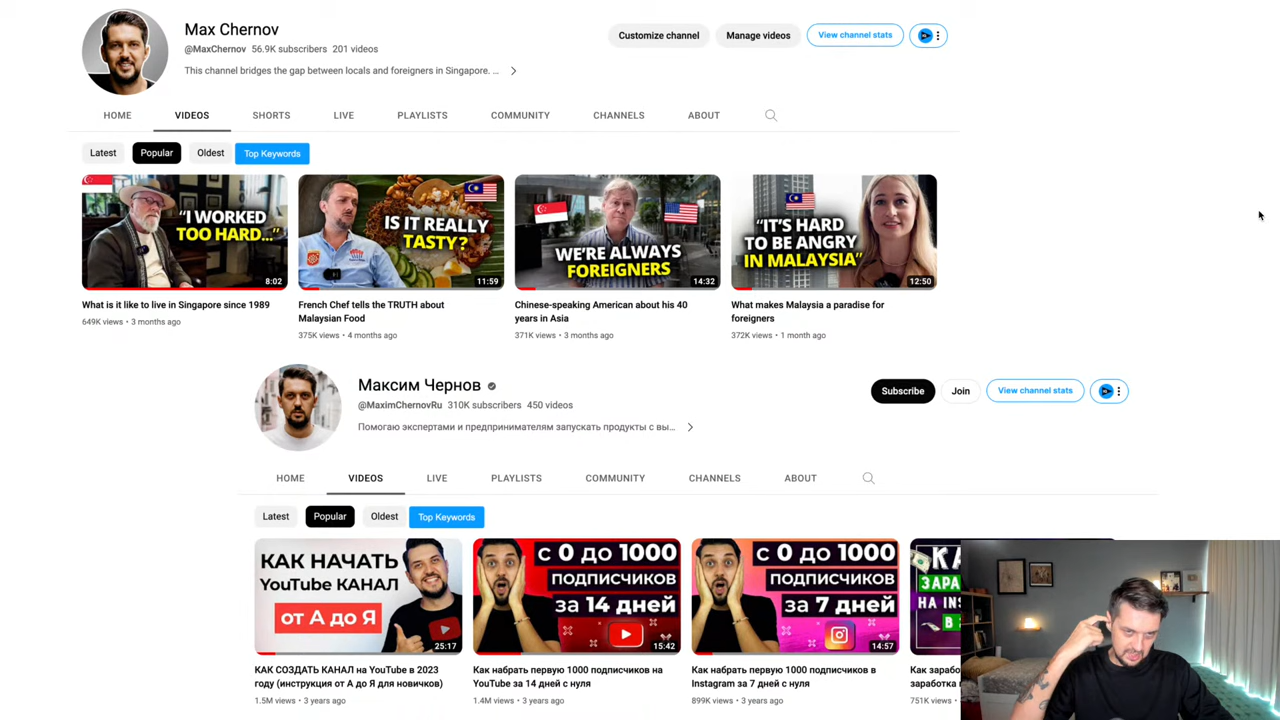 Max Chernov
@MaxChernov 56.9K subscribers 201 videos
This channel bridges the gap between locals and foreigners in Singapore. ...
Customize channel
Manage videos
View channel stats
HOME
VIDEOS
SHORTS
LIVE
PLAYLISTS
COMMUNITY
CHANNELS
ABOUT
Latest
Popular
Oldest
Top Keywords
"I WORKED
TOO HARD..."
8:02
IS IT REALLY
TASTY?
11:59
WE'RE ALWAYS
FOREIGNERS
14:32
"IT'S HARD
TO BE ANGRY
IN MALAYSIA"
12:50
What is it like to live in Singapore since 1989
649K views • 3 months ago
French Chef tells the TRUTH about
Malaysian Food
375K views • 4 months ago
Chinese-speaking American about his 40
years in Asia
371K views • 3 months ago
What makes Malaysia a paradise for
foreigners
372K views • 1 month ago
Максим Чернов
@MaximChernovRu 310K subscribers 450 videos
Помогаю экспертами и предпринимателям запускать продукты с вы...
Subscribe
Join
View channel stats
HOME
VIDEOS
LIVE
PLAYLISTS
COMMUNITY
CHANNELS
ABOUT
Latest
Popular
Oldest
Top Keywords
КАК НАЧАТЬ
YouTube КАНАЛ
от А до Я
25:17
с 0 до 1000
подписчиков
за 14 дней
15:42
с 0 до 1000
подписчиков
за 7 дней
14:57
КА
ЗАРА
НА INS
В 2
КАК СОЗДАТЬ КАНАЛ на YouTube в 2023
году (инструкция от А до Я для новичков)
1.5M views • 3 years ago
Как набрать первую 1000 подписчиков на
YouTube за 14 дней с нуля
1.4M views • 3 years ago
Как набрать первую 1000 подписчиков в
Instagram за 7 дней с нуля
899K views • 3 years ago
Как зарабо
заработка
751K views